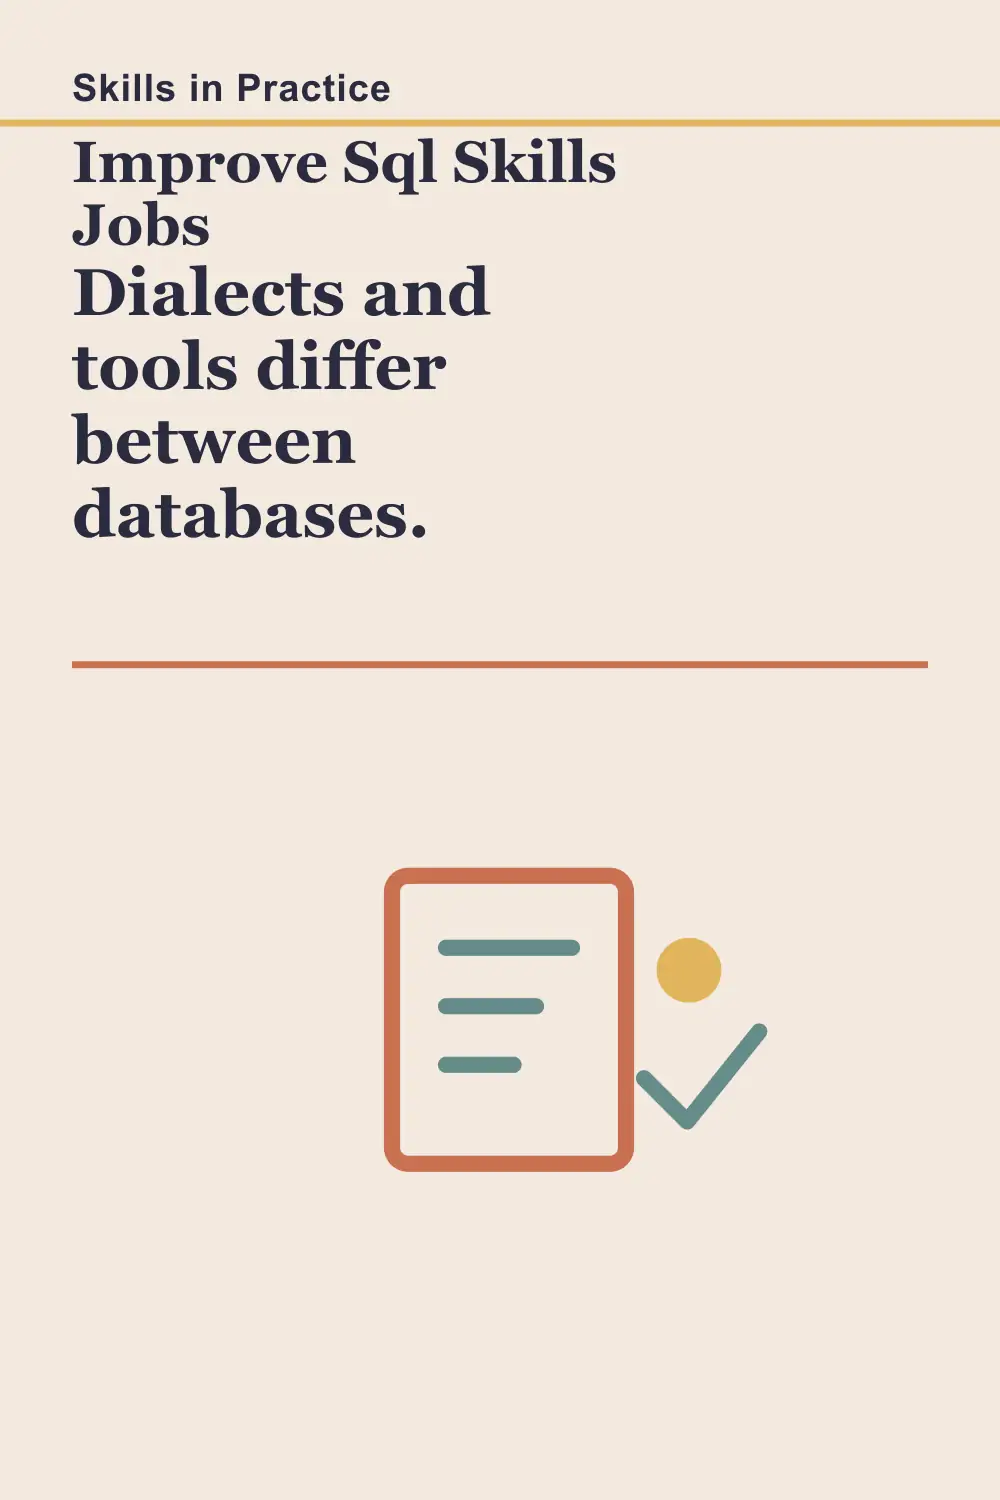 Skills in Practice
Improve Sql Skills
Jobs
Dialects and
tools differ
between
databases.